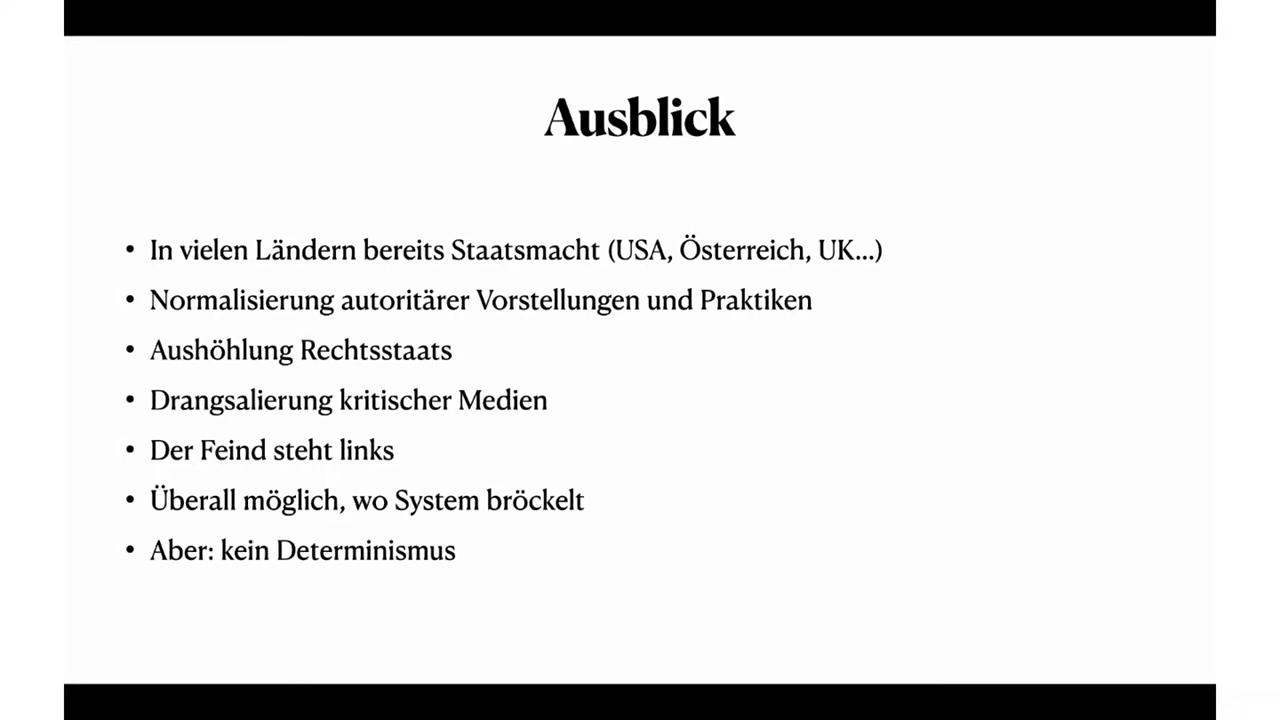 Ausblick
• In vielen Ländern bereits Staatsmacht (USA, Österreich, UK...)
• Normalisierung autoritärer Vorstellungen und Praktiken
• Aushöhlung Rechtsstaats
• Drangsalierung kritischer Medien
• Der Feind steht links
• Überall möglich, wo System bröckelt
• Aber: kein Determinismus